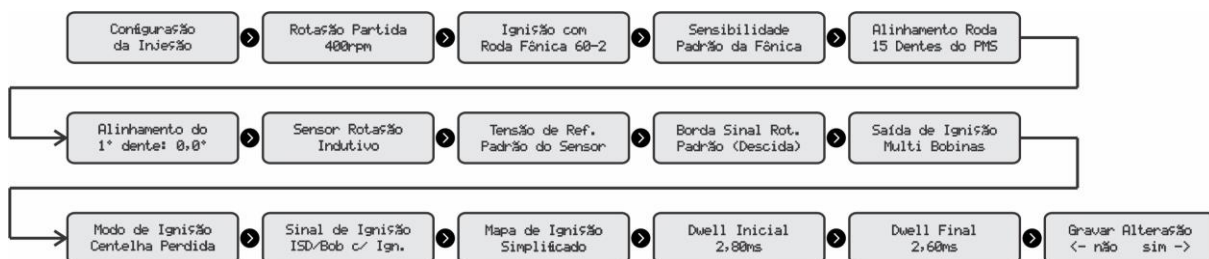 Configuração
da Injeção
Rotação Partida
400rpm
Ignição com
Roda Fônica 60-2
Sensibilidade
Padrão da Fônica
Alinhamento Roda
15 Dentes do PMS
Alinhamento do
1° dente: 0,0°
Sensor Rotação
Indutivo
Tensão de Ref.
Padrão do Sensor
Borda Sinal Rot.
Padrão (Descida)
Saída de Ignição
Multi Bobinas
Modo de Ignição
Centelha Perdida
Sinal de Ignição
ISD/Bob c/ Ign.
Mapa de Ignição
Simplificado
Dwell Inicial
2,80ms
Dwell Final
2,60ms
Gravar Alteração
<- não sim ->